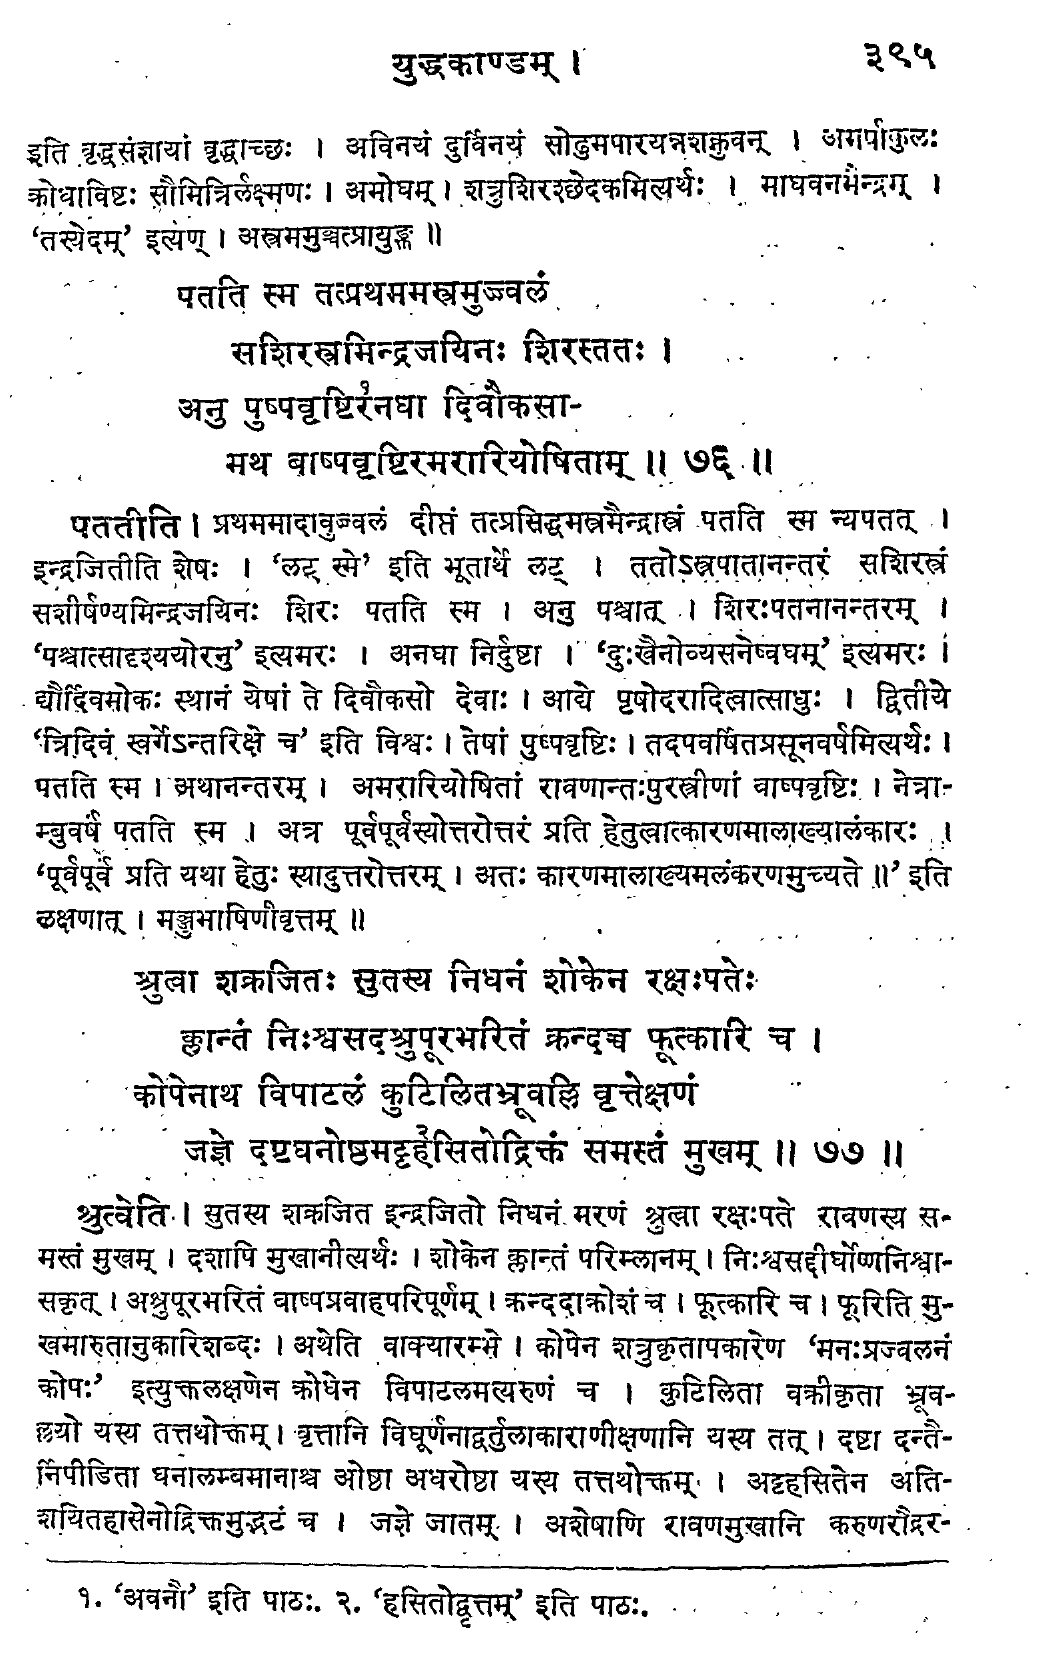 युद्धकाण्डम् ।
३९५
इति वृद्धसंज्ञायां वृद्धाच्छः । अविनयं दुर्विनयं सोढुमपारयन्नशक्नुवन् । अमर्षाकुलः
क्रोधाविष्टः सौमित्रिर्लक्ष्मणः । अमोघम् । शत्रुशिरश्छेदकमित्यर्थः । माघवनमैन्द्रम् ।
‘तस्येदम्’ इत्यण् । अस्त्रममुञ्चत्प्रायुङ्क्त ॥
पतति स्म तत्प्रथममस्त्रमुज्ज्वलं
सशिरस्त्रमिन्द्रजयिनः शिरस्ततः ।
अनु पुष्पवृष्टिर१नघा दिवौकसा-
मथ बाष्पवृष्टिरमरारियोषिताम् ॥ ७६ ॥
पततीति । प्रथममादावुज्ज्वलं दीप्तं तत्प्रसिद्धमस्त्रमैन्द्रास्त्रं पतति स्म न्यपतत् ।
इन्द्रजितीति शेषः । ‘लट् स्मे’ इति भूतार्थे लट् । ततोऽस्त्रपातानन्तरं सशिरस्त्रं
सशीर्षण्यमिन्द्रजयिनः शिरः पतति स्म । अनु पश्चात् । शिरःपतनानन्तरम् ।
‘पश्चात्सादृश्ययोरनु’ इत्यमरः । अनघा निर्दुष्टा । ‘दुःखैनोव्यसनेष्वघम्’ इत्यमरः ।
द्यौर्दिवमोकः स्थानं येषां ते दिवौकसो देवाः । आद्ये पृषोदरादित्वात्साधुः । द्वितीये
‘त्रिदिवं स्वर्गेऽन्तरिक्षे च’ इति विश्वः । तेषां पुष्पवृष्टिः । तदपवर्षितप्रसूनवर्षमित्यर्थः ।
पतति स्म । अथानन्तरम् । अमरारियोषितां रावणान्तःपुरस्त्रीणां बाष्पवृष्टिः । नेत्रा-
म्बुवर्षं पतति स्म । अत्र पूर्वपूर्वस्योत्तरोत्तरं प्रति हेतुत्वात्कारणमालाख्यालंकारः ।
‘पूर्वपूर्वं प्रति यथा हेतुः स्यादुत्तरोत्तरम् । अतः कारणमालाख्यमलंकरणमुच्यते ॥’ इति
लक्षणात् । मञ्जुभाषिणीवृत्तम् ॥
श्रुत्वा शक्रजितः सुतस्य निधनं शोकेन रक्षःपतेः
क्लान्तं निःश्वसदश्रुपूरभरितं क्रन्दच्च फूत्कारि च ।
कोपेनाथ विपाटलं कुटिलितभ्रूवल्लि वृत्तेक्षणं
जज्ञे दष्टघनोष्ठमट्टह२सितोद्रिक्तं समस्तं मुखम् ॥ ७७ ॥
श्रुत्वेति । सुतस्य शक्रजित इन्द्रजितो निधनं मरणं श्रुत्वा रक्षःपते रावणस्य स-
मस्तं मुखम् । दशापि मुखानीत्यर्थः । शोकेन क्लान्तं परिम्लानम् । निःश्वसद्दीर्घोष्णनिश्वा-
सकृत् । अश्रुपूरभरितं बाष्पप्रवाहपरिपूर्णम् । क्रन्ददाक्रोशं च । फूत्कारि च । फूरिति मु-
खमारुतानुकारिशब्दः । अथेति वाक्यारम्भे । कोपेन शत्रुकृतापकारेण ‘मनःप्रज्वलनं
कोपः’ इत्युक्तलक्षणेन क्रोधेन विपाटलमत्यरुणं च । कुटिलिता वक्रीकृता भ्रूव-
ल्लयो यस्य तत्तथोक्तम् । वृत्तानि विघूर्णनाद्वर्तुलाकाराणीक्षणानि यस्य तत् । दष्टा दन्तै-
र्निपीडिता घनालम्बमानाश्च ओष्ठा अधरोष्ठा यस्य तत्तथोक्तम् । अट्टहसितेन अति-
शयितहासेनोद्रिक्तमुद्भटं च । जज्ञे जातम् । अशेषाणि रावणमुखानि करुणरौद्रर-
१. ‘अवनौ’ इति पाठः. २. ‘हसितोद्वृत्तम्’ इति पाठः.